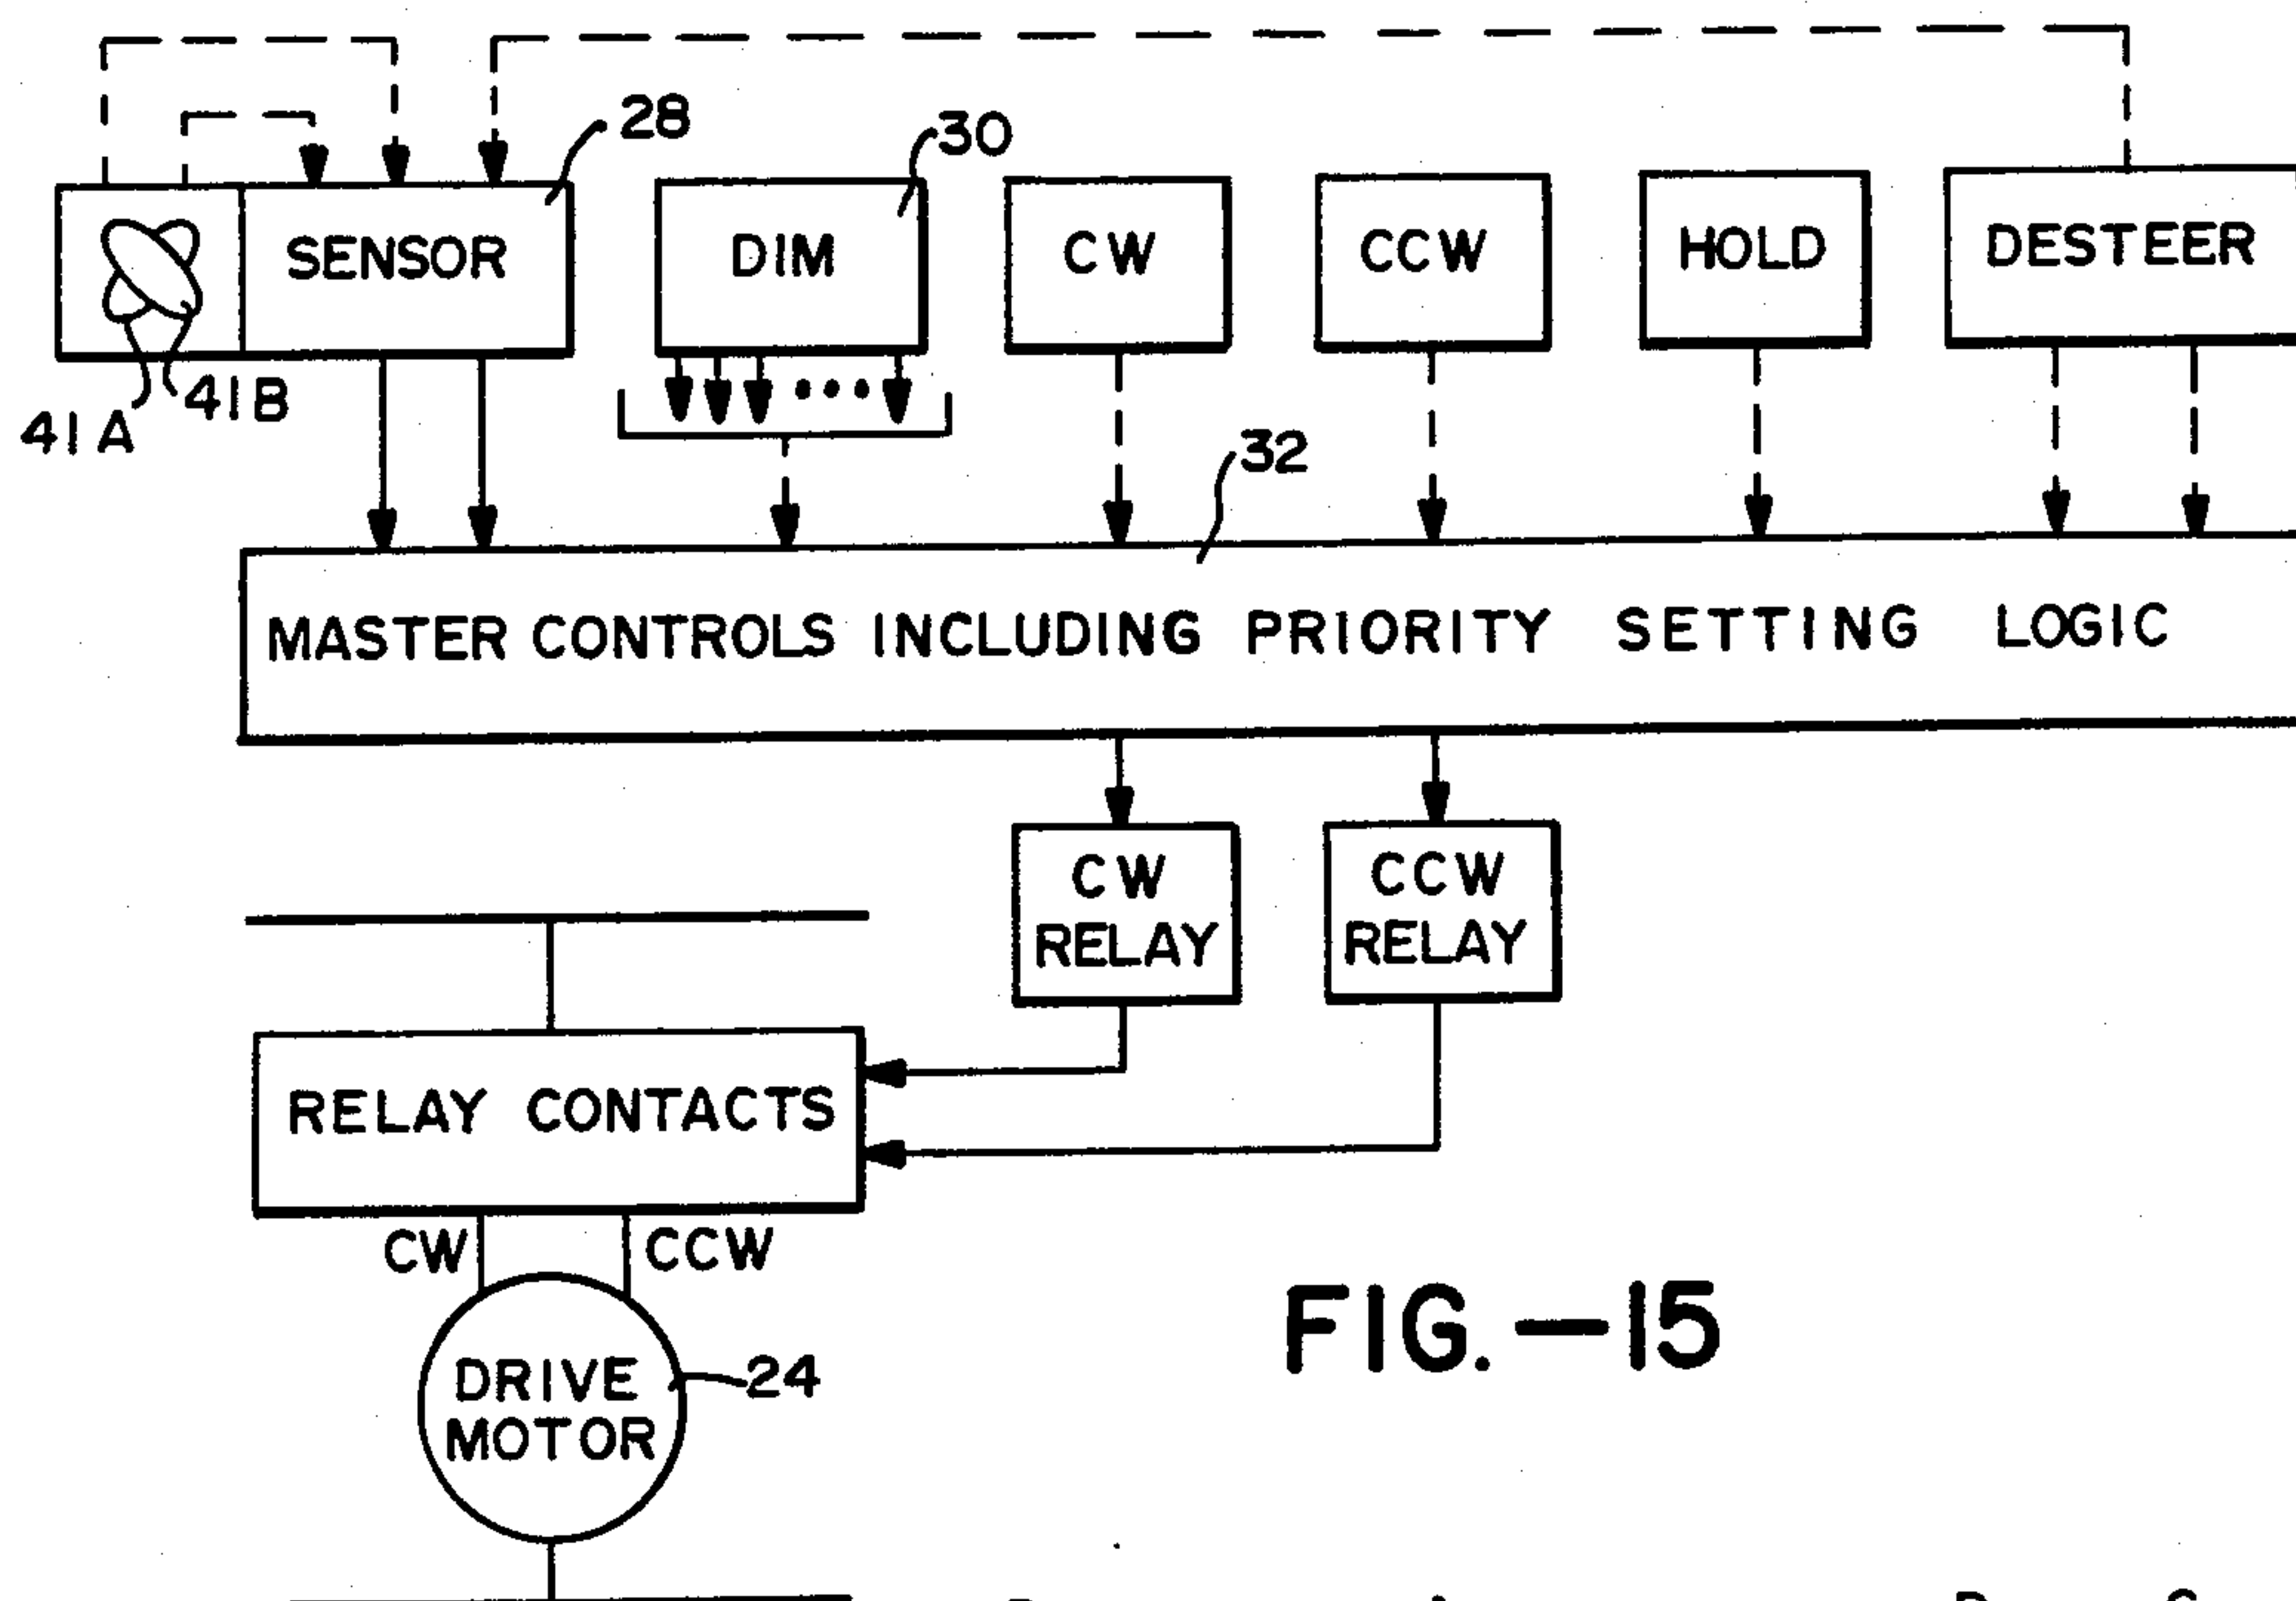 28
30
SENSOR
DIM
CW
CCW
HOLD
DESTEER
41A
41B
32
MASTER CONTROLS INCLUDING PRIORITY SETTING LOGIC
CW
RELAY
CCW
RELAY
RELAY CONTACTS
CW
CCW
DRIVE
MOTOR
24
FIG.—15